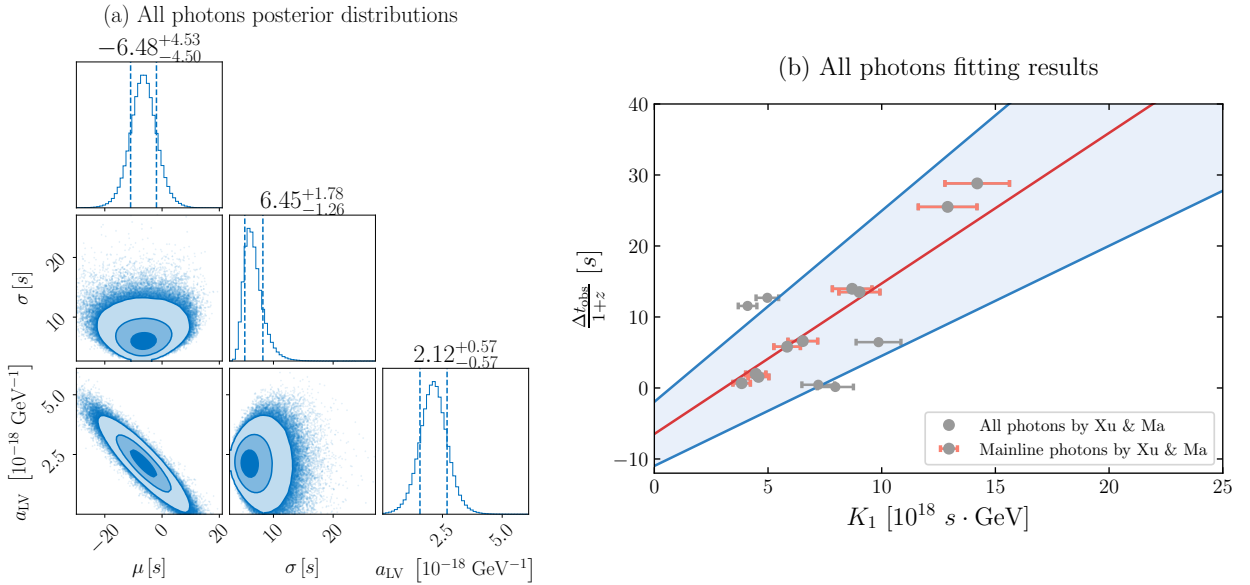 (a) All photons posterior distributions
−6.48 +4.53 −4.50
6.45 +1.78 −1.26
2.12 +0.57 −0.57
σ [s]
20
10
a_LV [10^−18 GeV^−1]
5.0
2.5
−20 0 20
μ [s]
10 20
σ [s]
2.5 5.0
a_LV [10^−18 GeV^−1]
(b) All photons fitting results
Δt_obs / 1+z [s]
40
30
20
10
0
−10
All photons by Xu & Ma
Mainline photons by Xu & Ma
0 5 10 15 20 25
K_1 [10^18 s · GeV]